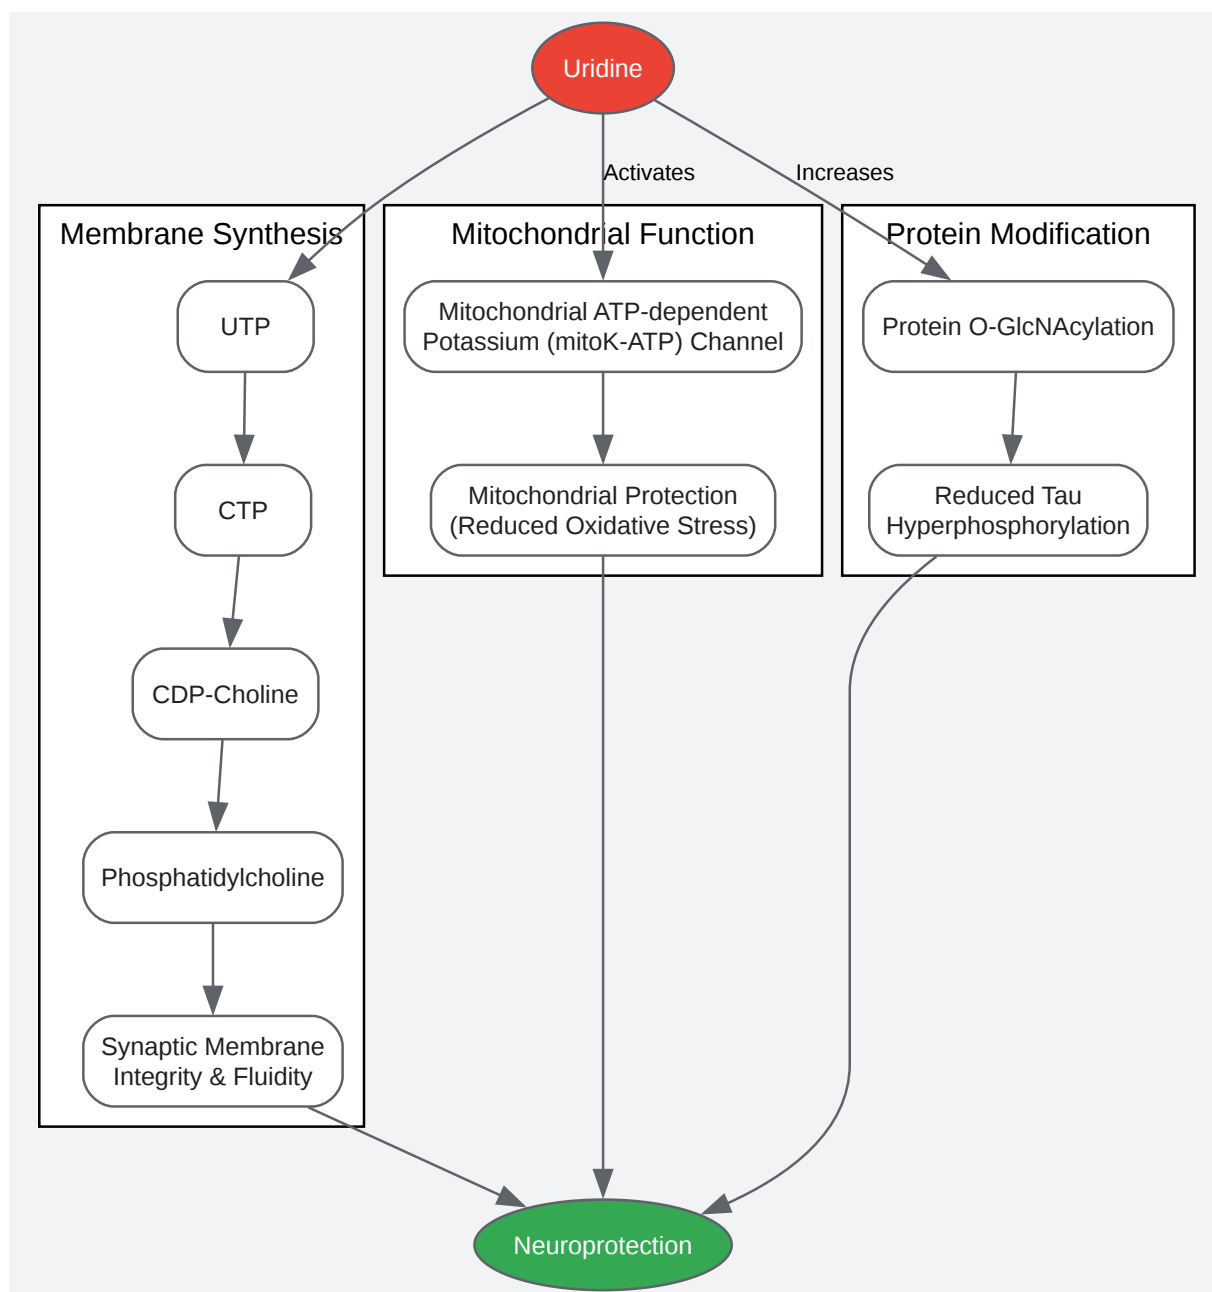 Uridine
Activates
Increases
Membrane Synthesis
UTP
CTP
CDP-Choline
Phosphatidylcholine
Synaptic Membrane
Integrity & Fluidity
Mitochondrial Function
Mitochondrial ATP-dependent
Potassium (mitoK-ATP) Channel
Mitochondrial Protection
(Reduced Oxidative Stress)
Protein Modification
Protein O-GlcNAcylation
Reduced Tau
Hyperphosphorylation
Neuroprotection